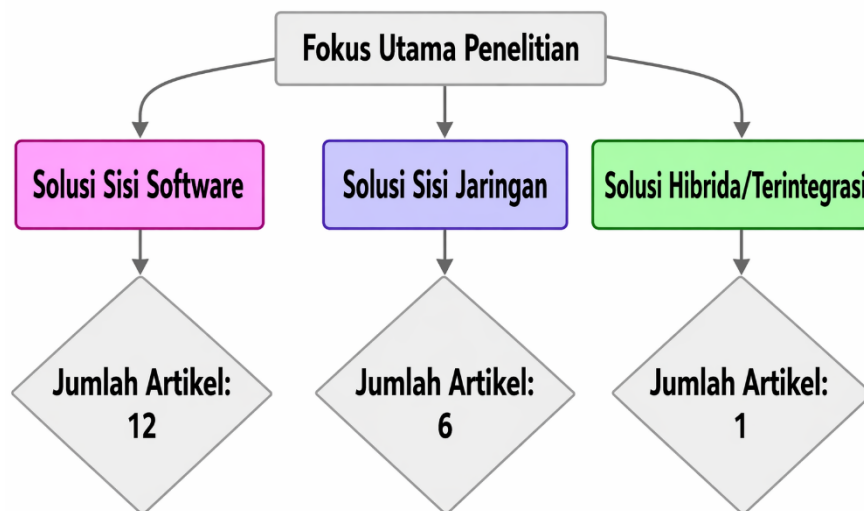 Fokus Utama Penelitian
Solusi Sisi Software
Solusi Sisi Jaringan
Solusi Hibrida/Terintegrasi
Jumlah Artikel:
12
Jumlah Artikel:
6
Jumlah Artikel:
1